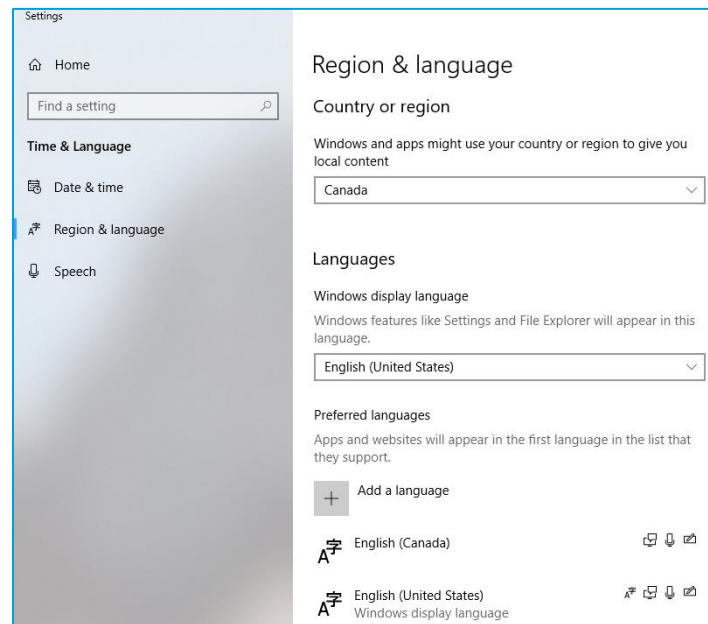 Settings
Home
Find a setting
Time & Language
Date & time
Region & language
Speech
Region & language
Country or region
Windows and apps might use your country or region to give you
local content
Canada
Languages
Windows display language
Windows features like Settings and File Explorer will appear in this
language.
English (United States)
Preferred languages
Apps and websites will appear in the first language in the list that
they support.
Add a language
A字 English (Canada)
A字 English (United States)
Windows display language